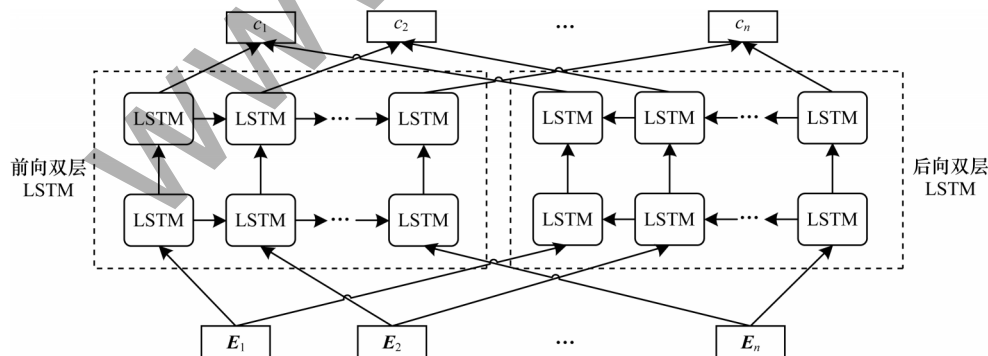 c1 c2 ... cn
LSTM LSTM ... LSTM LSTM LSTM ... LSTM
前向双层
LSTM
后向双层
LSTM
LSTM LSTM ... LSTM LSTM LSTM ... LSTM
E1 E2 ... En